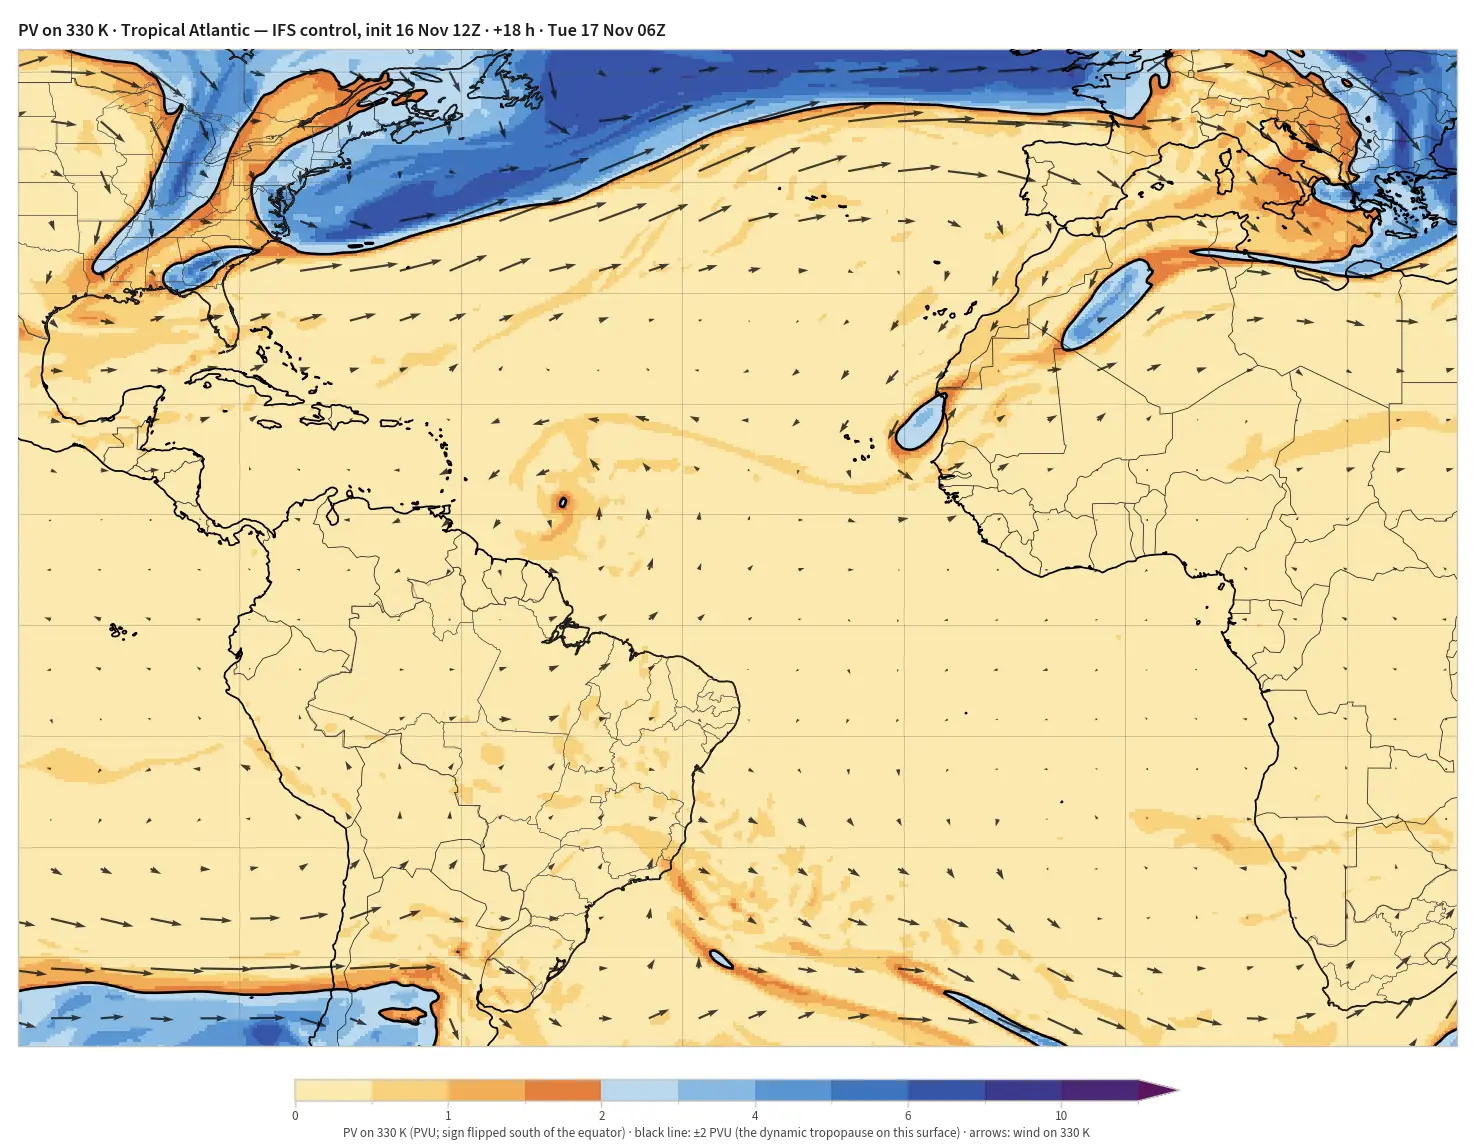 PV on 330 K · Tropical Atlantic — IFS control, init 16 Nov 12Z · +18 h · Tue 17 Nov 06Z
0 1 2 4 6 10
PV on 330 K (PVU; sign flipped south of the equator) · black line: ±2 PVU (the dynamic tropopause on this surface) · arrows: wind on 330 K